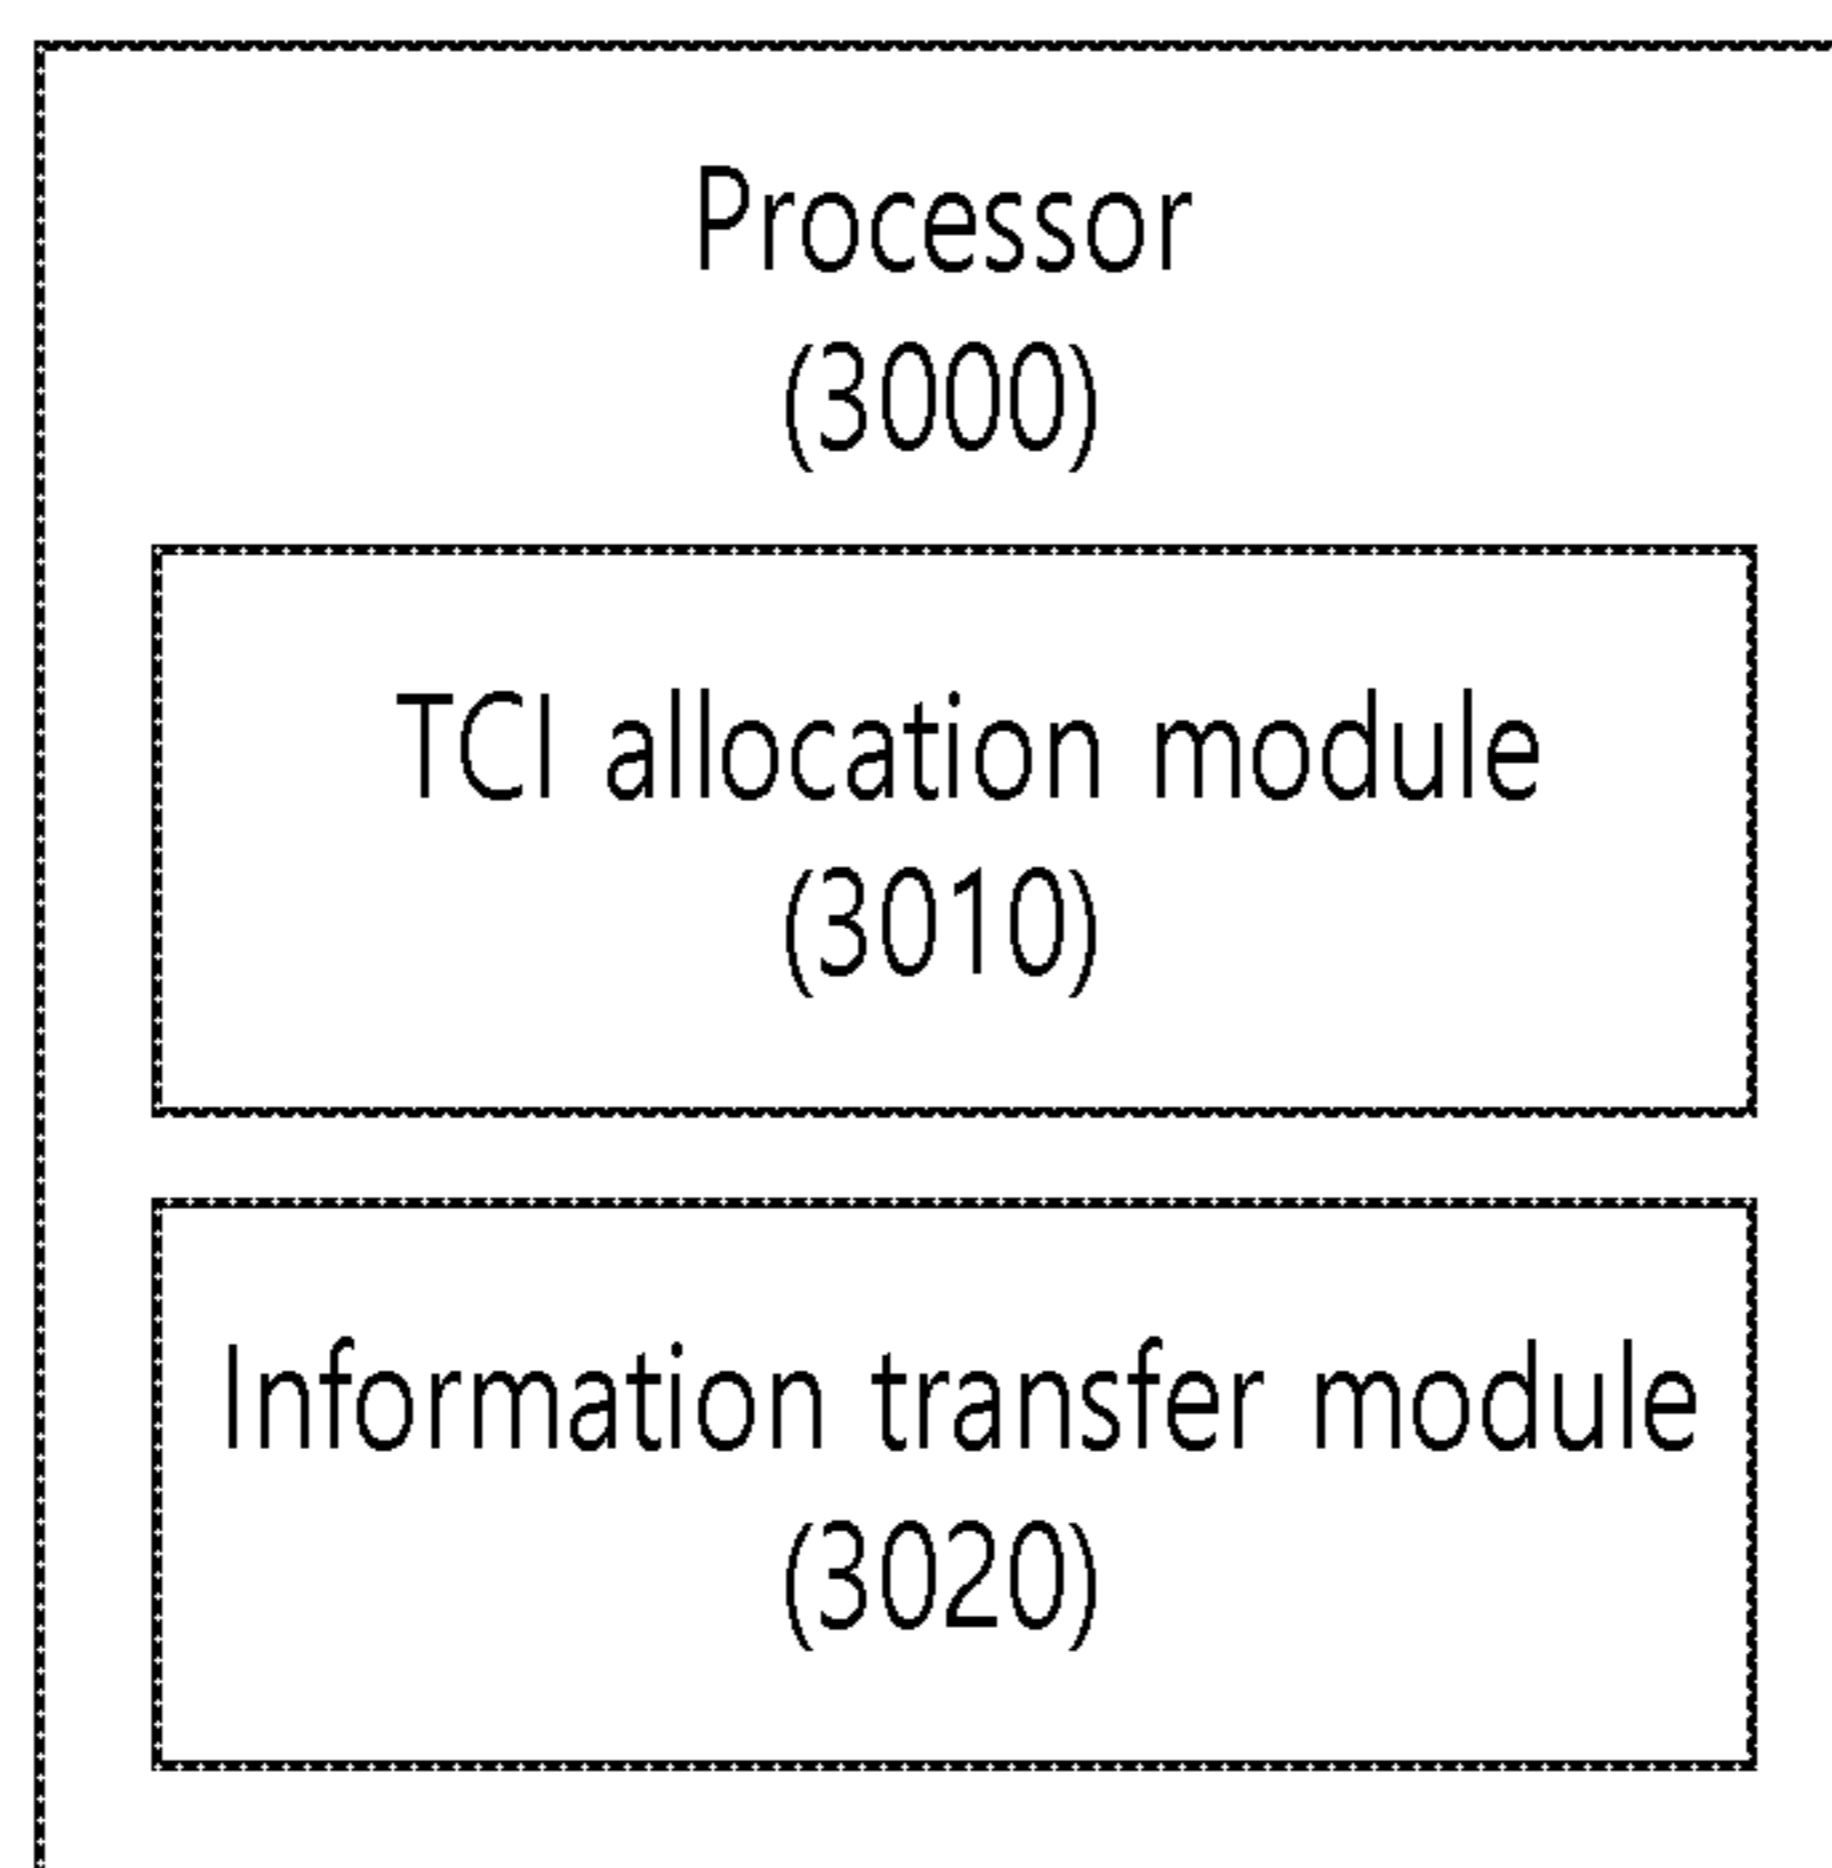 Processor
(3000)
TCI allocation module
(3010)
Information transfer module
(3020)